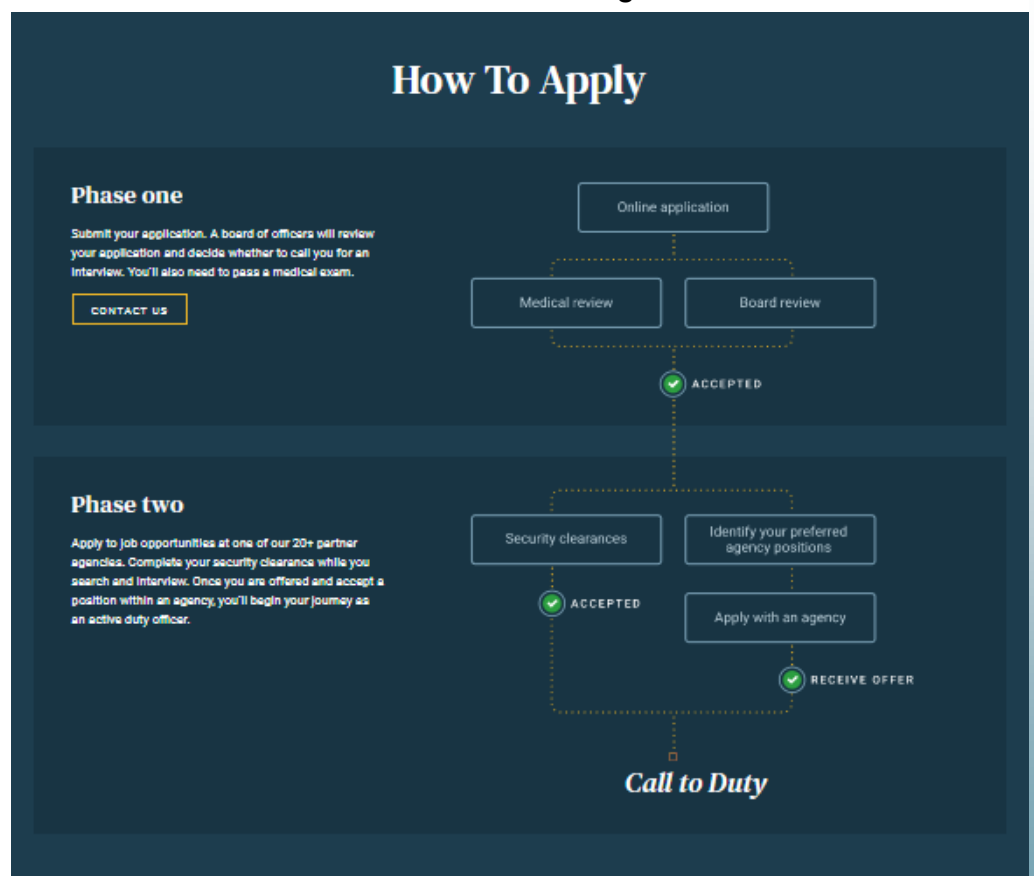 How To Apply
Phase one
Submit your application. A board of officers will review
your application and decide whether to call you for an
interview. You'll also need to pass a medical exam.
CONTACT US
Online application
Medical review
Board review
ACCEPTED
Phase two
Apply to job opportunities at one of our 20+ partner
agencies. Complete your security clearance while you
search and interview. Once you are offered and accept a
position within an agency, you'll begin your journey as
an active duty officer.
Security clearances
Identify your preferred
agency positions
ACCEPTED
Apply with an agency
RECEIVE OFFER
Call to Duty